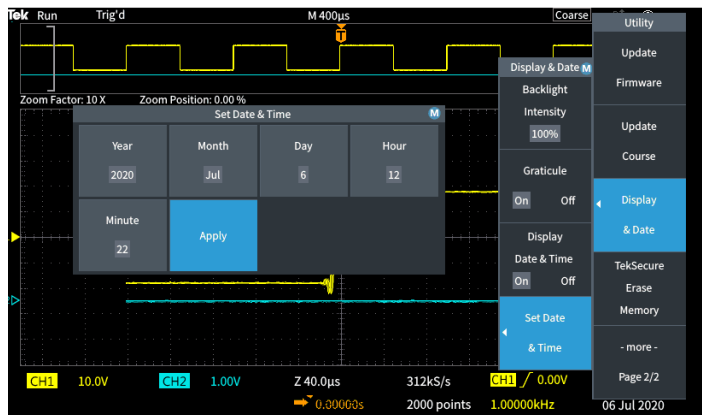 Tek Run Trig'd M 400µs Coarse
T
Utility
Update
Firmware
Update
Course
Display
& Date
TekSecure
Erase
Memory
- more -
Page 2/2
Display & Date M
Backlight
Intensity
100%
Graticule
On Off
Display
Date & Time
On Off
Set Date
& Time
Zoom Factor: 10 X Zoom Position: 0.00 %
Set Date & Time M
Year Month Day Hour
2020 Jul 6 12
Minute
22
Apply
CH1 10.0V CH2 1.00V Z 40.0µs 312kS/s CH1 0.00V
0.00000s 2000 points 1.00000kHz 06 Jul 2020